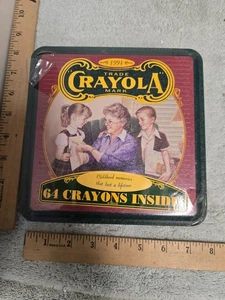 1991
TRADE
CRAYOLA
MARK
Childhood memories
that last a lifetime
64 CRAYONS INSIDE!